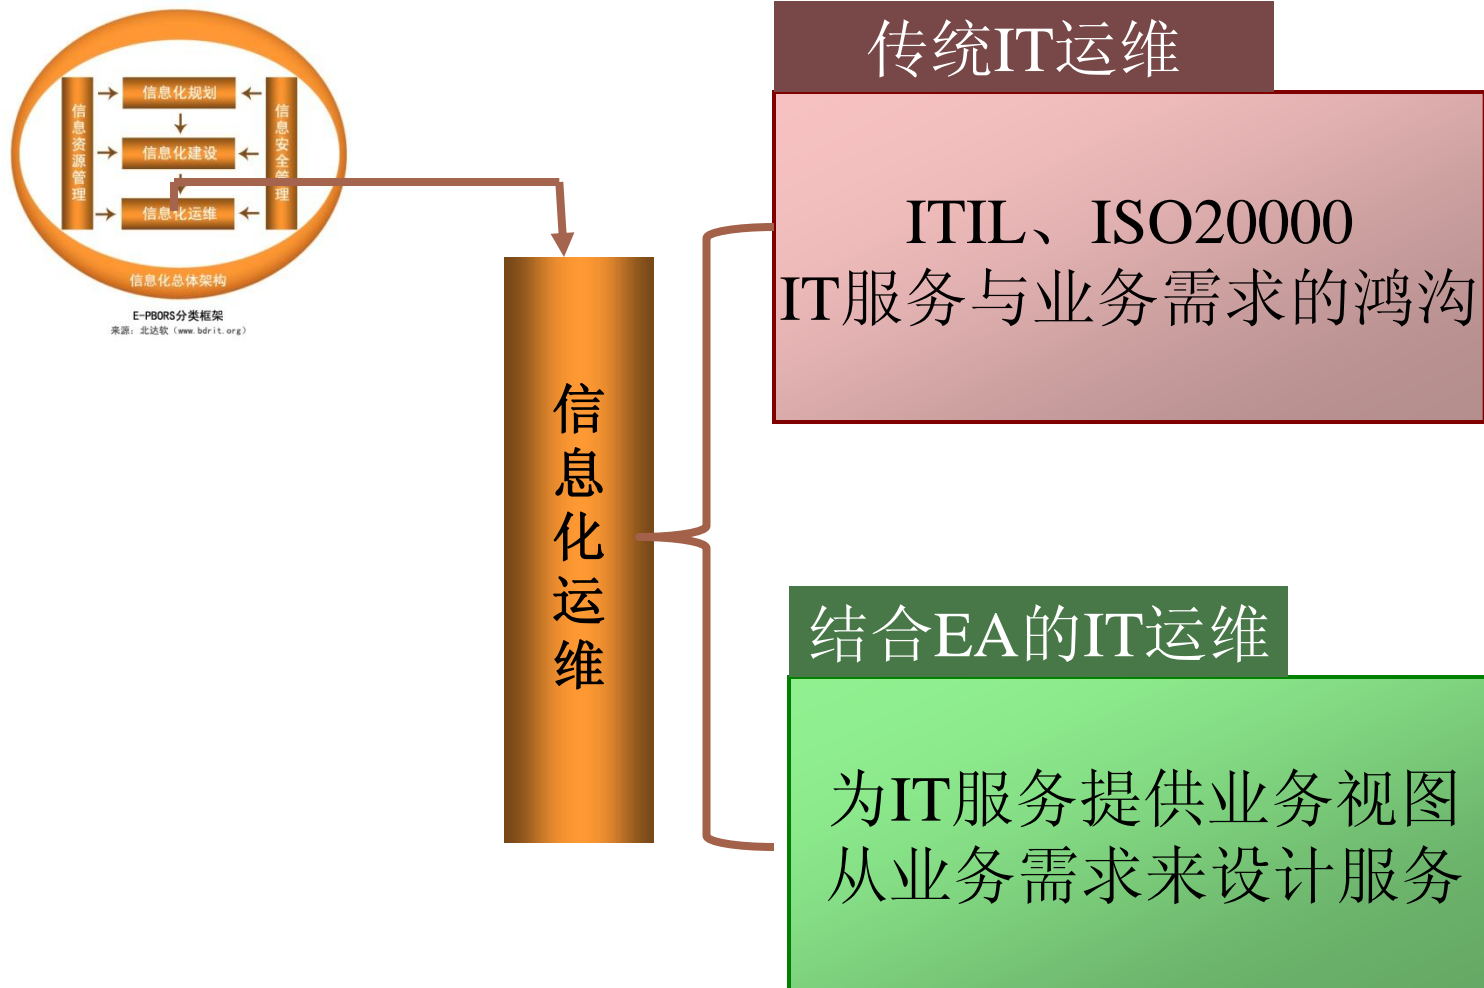 信息资源管理
信息化规划
信息化建设
信息化运维
信息安全管理
信息化总体架构
E-PBORS分类框架
来源：北达软（www.bdrit.org）
信息化运维
传统IT运维
ITIL、ISO20000
IT服务与业务需求的鸿沟
结合EA的IT运维
为IT服务提供业务视图
从业务需求来设计服务